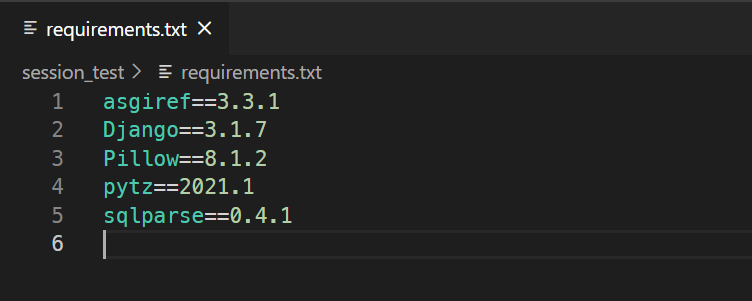 requirements.txt ×
session_test > requirements.txt
1 asgiref==3.3.1
2 Django==3.1.7
3 Pillow==8.1.2
4 pytz==2021.1
5 sqlparse==0.4.1
6